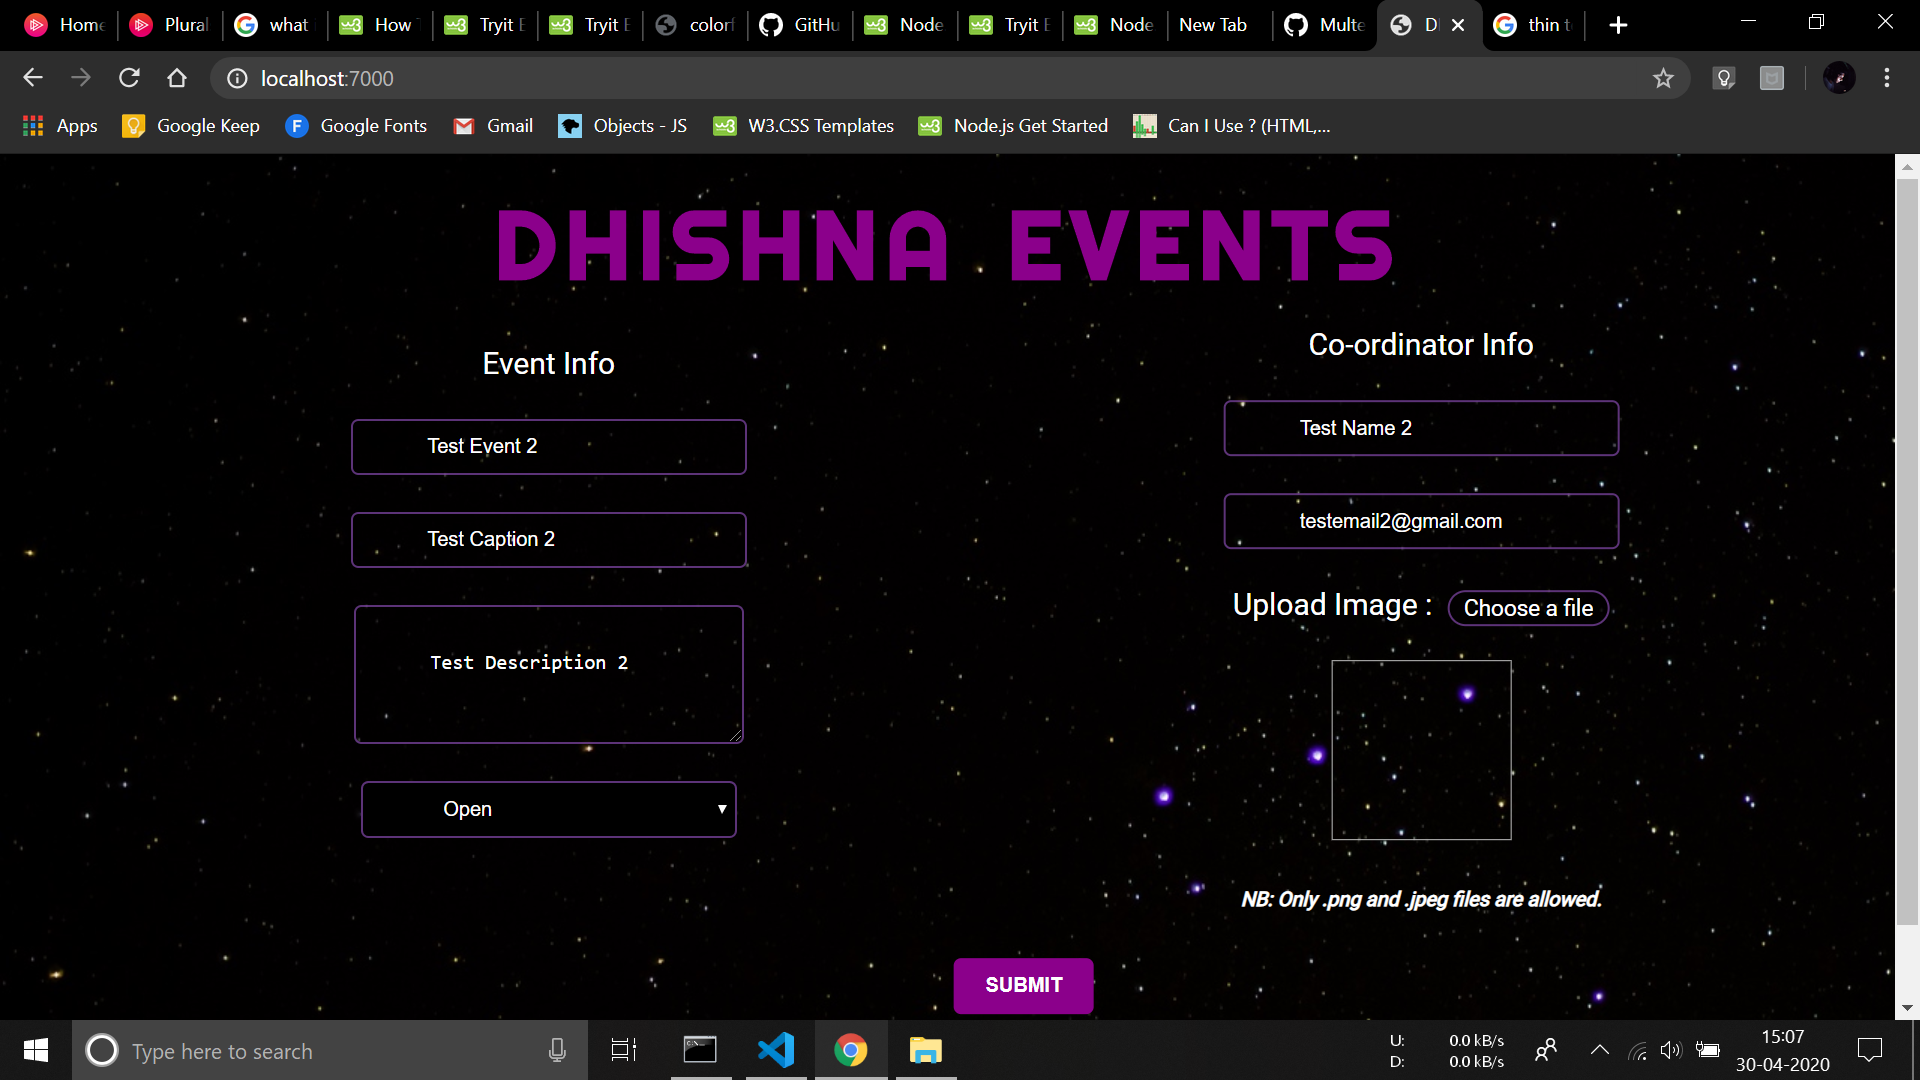 Home
Plural
what
How
Tryit E
Tryit E
color
GitHu
Node
Tryit E
Node
New Tab
Multe
D
thin t
localhost:7000
Apps
Google Keep
Google Fonts
Gmail
Objects - JS
W3.CSS Templates
Node.js Get Started
Can I Use ? (HTML,...
DHISHNA EVENTS
Event Info
Test Event 2
Test Caption 2
Test Description 2
Open
Co-ordinator Info
Test Name 2
testemail2@gmail.com
Upload Image : Choose a file
NB: Only .png and .jpeg files are allowed.
SUBMIT
Type here to search
U: 0.0 kB/s
D: 0.0 kB/s
15:07
30-04-2020